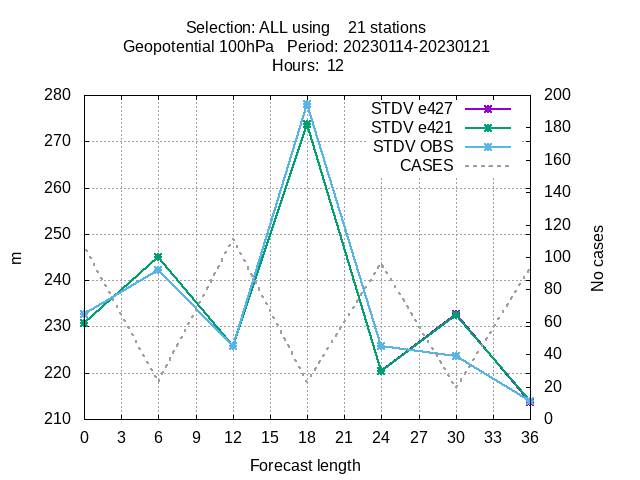 Selection: ALL using 21 stations
Geopotential 100hPa Period: 20230114-20230121
Hours: 12
STDV e427
STDV e421
STDV OBS
CASES
280
270
260
250
240
230
220
210
m
200
180
160
140
120
100
80
60
40
20
0
No cases
0 3 6 9 12 15 18 21 24 27 30 33 36
Forecast length